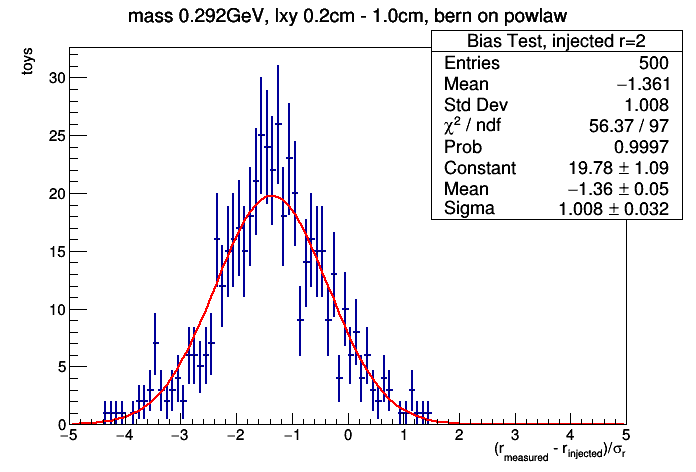 mass 0.292GeV, lxy 0.2cm - 1.0cm, bern on powlaw
Bias Test, injected r=2
Entries 500
Mean −1.361
Std Dev 1.008
χ² / ndf 56.37 / 97
Prob 0.9997
Constant 19.78 ± 1.09
Mean −1.36 ± 0.05
Sigma 1.008 ± 0.032
toys
30
25
20
15
10
5
0
−5 −4 −3 −2 −1 0 1 2 3 4 5
(r_measured - r_injected)/σ_r